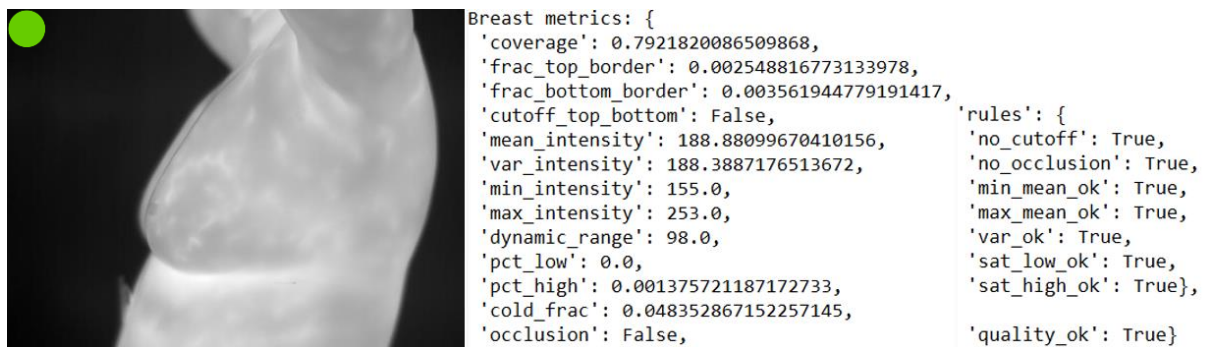 Breast metrics: {
'coverage': 0.7921820086509868,
'frac_top_border': 0.002548816773133978,
'frac_bottom_border': 0.003561944779191417,
'cutoff_top_bottom': False,
'mean_intensity': 188.88099670410156,
'var_intensity': 188.3887176513672,
'min_intensity': 155.0,
'max_intensity': 253.0,
'dynamic_range': 98.0,
'pct_low': 0.0,
'pct_high': 0.001375721187172733,
'cold_frac': 0.048352867152257145,
'occlusion': False,
'rules': {
'no_cutoff': True,
'no_occlusion': True,
'min_mean_ok': True,
'max_mean_ok': True,
'var_ok': True,
'sat_low_ok': True,
'sat_high_ok': True},
'quality_ok': True}